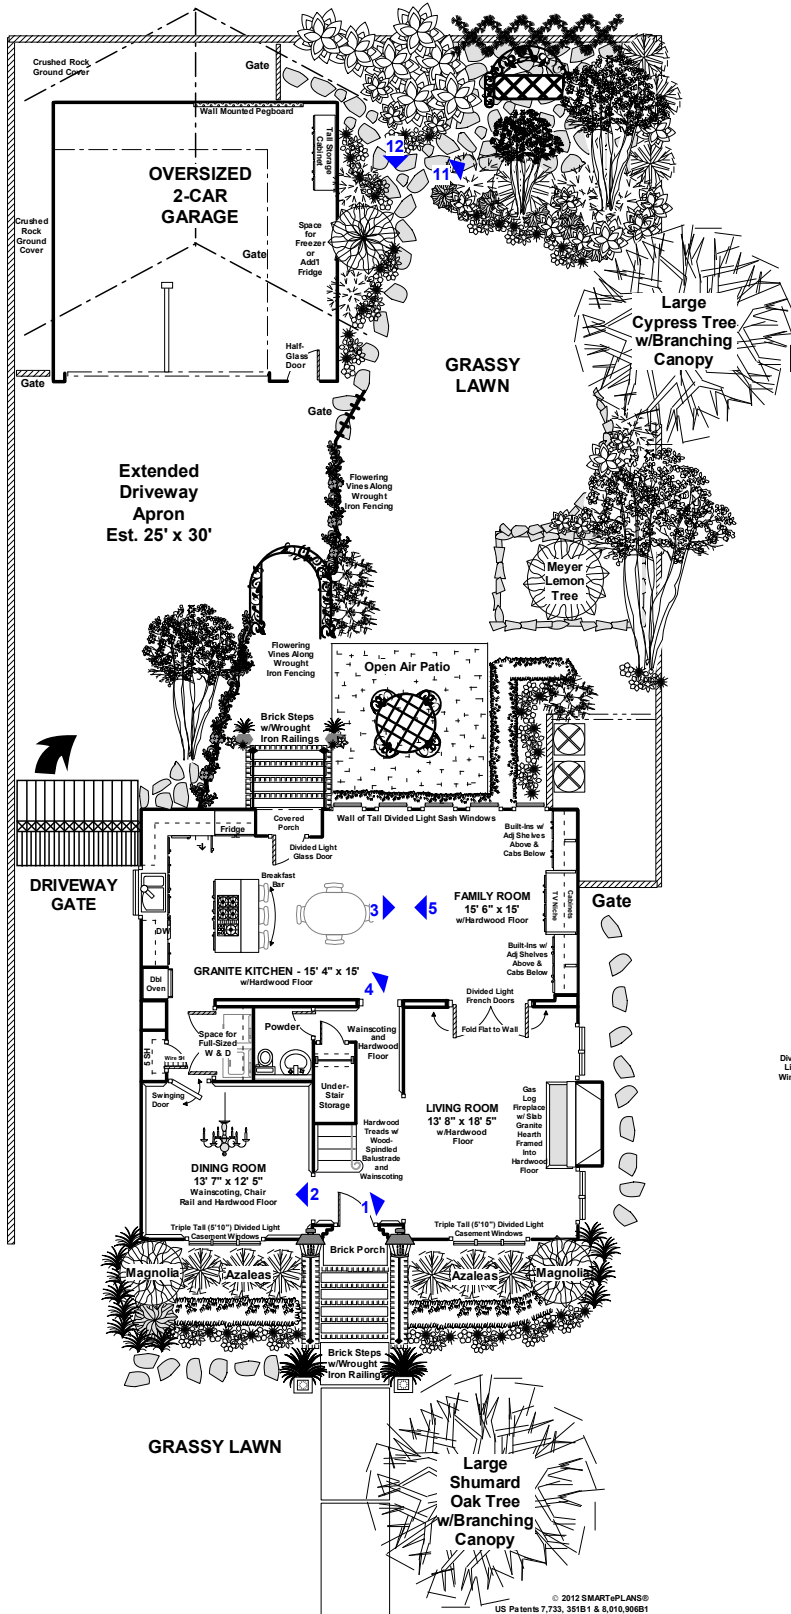 Crushed Rock
Ground Cover
Gate
Wall Mounted Pegboard
Tall Storage
Cabinet
OVERSIZED
2-CAR
GARAGE
12
11
Crushed
Rock
Ground
Cover
Space
for
Freezer
or
Add'l
Fridge
Gate
Large
Cypress Tree
w/Branching
Canopy
Half-
Glass
Door
GRASSY
LAWN
Gate
Gate
Extended
Driveway
Apron
Est. 25' x 30'
Flowering
Vines Along
Wrought
Iron Fencing
Meyer
Lemon
Tree
Flowering
Vines Along
Wrought
Iron Fencing
Open Air Patio
Brick Steps
w/Wrought
Iron Railings
Fridge
Covered
Porch
Wall of Tall Divided Light Sash Windows
Divided Light
Glass Door
Built-Ins w/
Adj Shelves
Above &
Cabs Below
DRIVEWAY
GATE
Breakfast
Bar
3
5
FAMILY ROOM
15' 6" x 15'
w/Hardwood Floor
Cabinets
TV Niche
Gate
DW
Built-Ins w/
Adj Shelves
Above &
Cabs Below
GRANITE KITCHEN - 15' 4" x 15'
w/Hardwood Floor
Dbl
Oven
4
Divided Light
French Doors
Fold Flat to Wall
Space for
Full-Sized
W & D
Powder
Wainscoting
and
Hardwood
Floor
5 SH
Wire SH
Div
Li
Win
Swinging
Door
Under-
Stair
Storage
LIVING ROOM
13' 8" x 18' 5"
w/Hardwood
Floor
Gas
Log
Fireplace
w/ Slab
Granite
Hearth
Framed
Into
Hardwood
Floor
Hardwood
Treads w/
Wood-
Spindled
Balustrade
and
Wainscoting
DINING ROOM
13' 7" x 12' 5"
Wainscoting, Chair
Rail and Hardwood Floor
2
1
Triple Tall (5'10") Divided Light
Casement Windows
Triple Tall (5'10") Divided Light
Casement Windows
Brick Porch
Magnolia
Azaleas
Azaleas
Magnolia
Brick Steps
w/Wrought
Iron Railings
GRASSY LAWN
Large
Shumard
Oak Tree
w/Branching
Canopy
© 2012 SMARTePLANS®
US Patents 7,733, 351B1 & 8,010,906B1